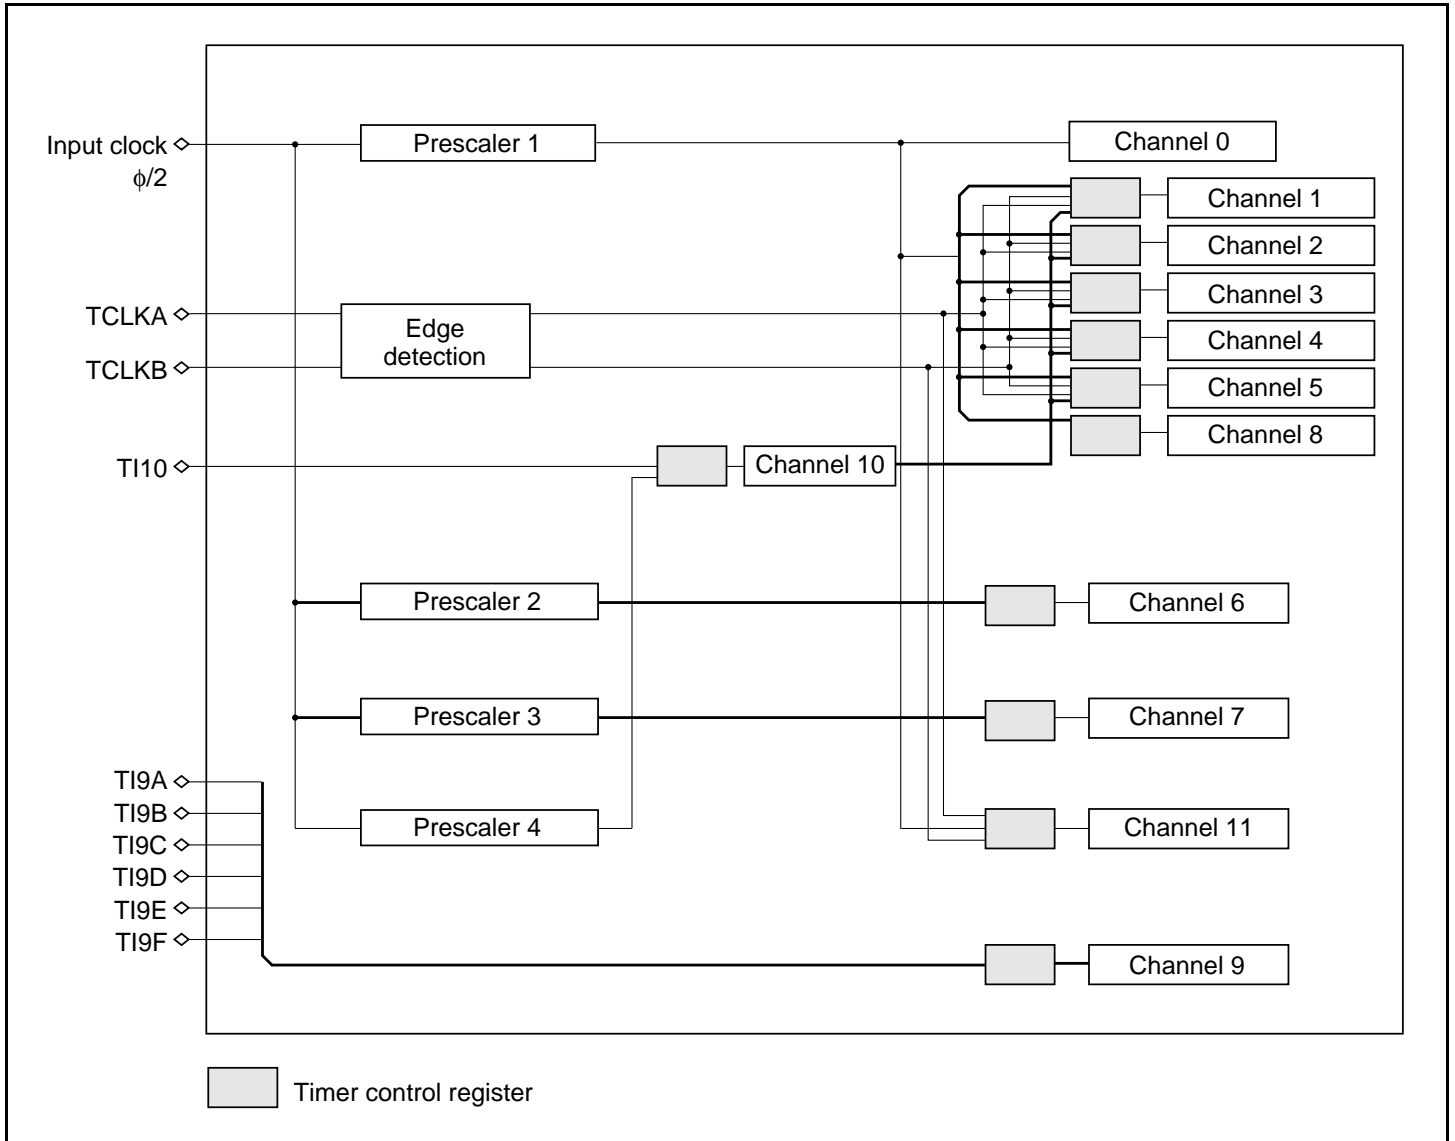 Input clock
ϕ/2
Prescaler 1
Channel 0
Channel 1
Channel 2
Channel 3
Channel 4
Channel 5
Channel 8
TCLKA
TCLKB
Edge
detection
TI10
Channel 10
Prescaler 2
Channel 6
Prescaler 3
Channel 7
TI9A
TI9B
TI9C
TI9D
TI9E
TI9F
Prescaler 4
Channel 11
Channel 9
Timer control register